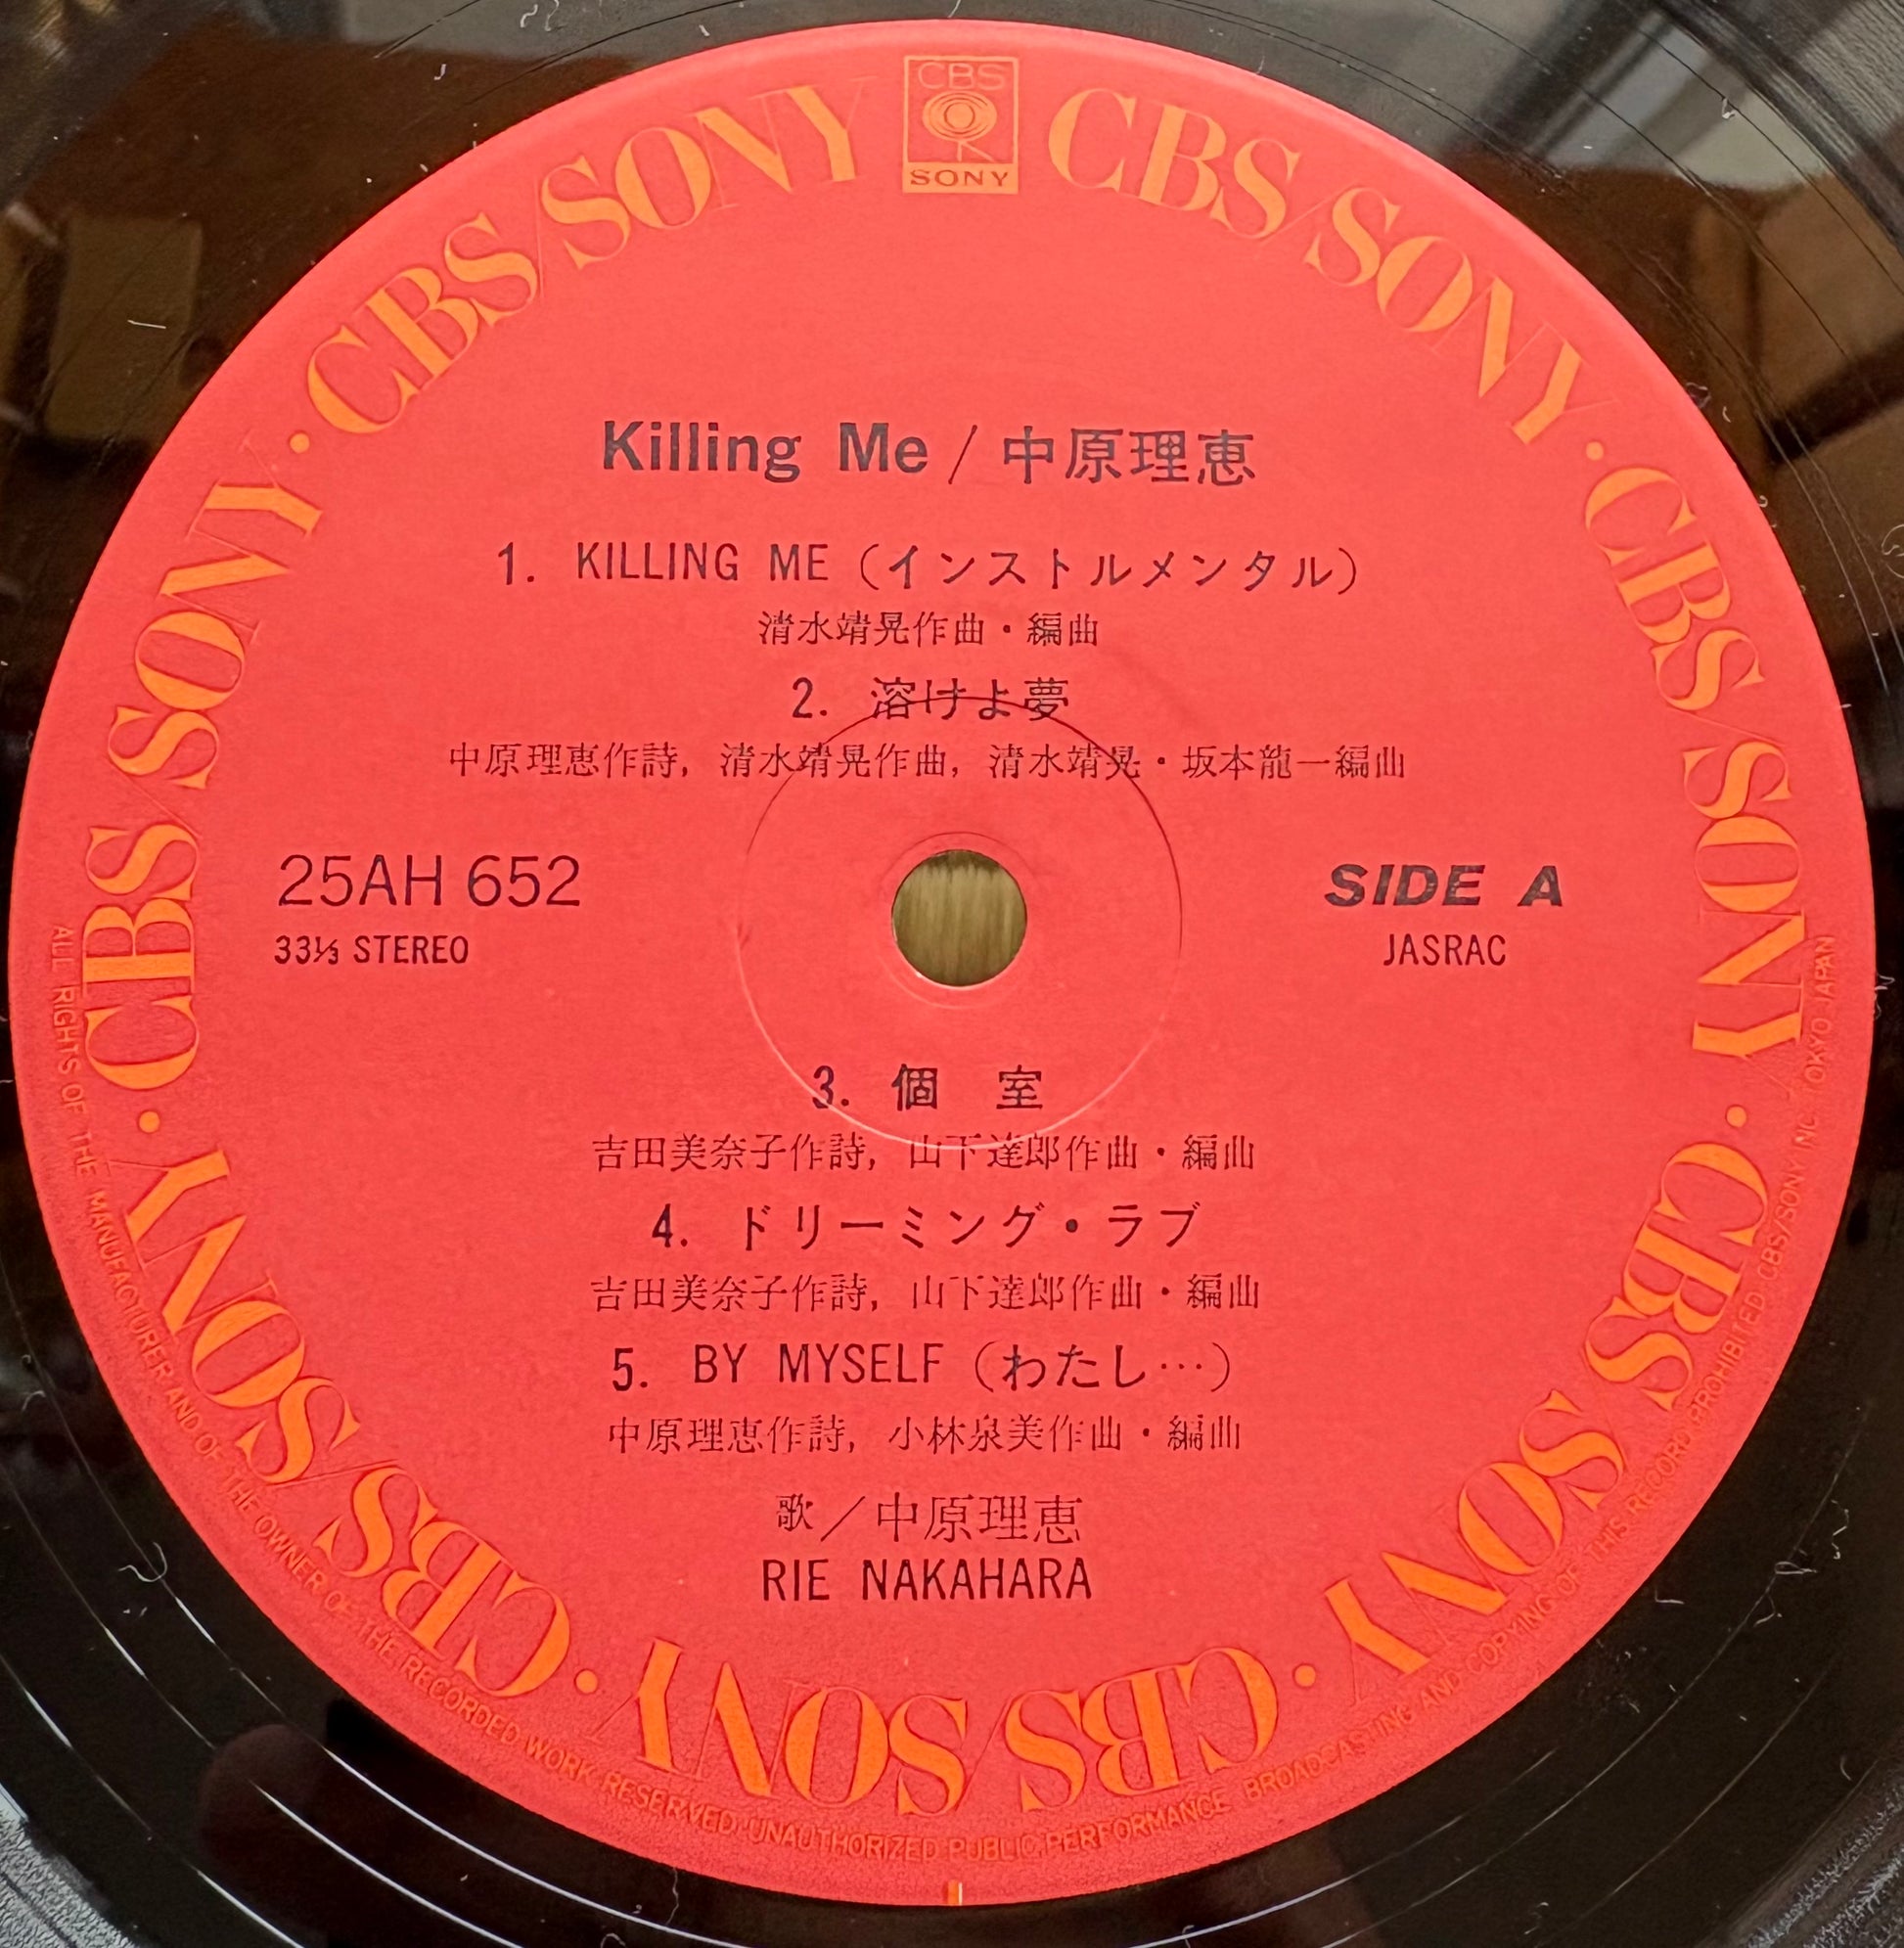 CBS
SONY
CBS/SONY · CBS/SONY · CBS/SONY · CBS/SONY · CBS/SONY · CBS/SONY · CBS/SONY
Killing Me / 中原理恵
1. KILLING ME (インストルメンタル)
清水靖晃作曲・編曲
2. 溶けよ夢
中原理恵作詩, 清水靖晃作曲, 清水靖晃・坂本龍一編曲
25AH 652
SIDE A
33⅓ STEREO
JASRAC
3. 個 室
吉田美奈子作詩, 山下達郎作曲・編曲
4. ドリーミング・ラブ
吉田美奈子作詩, 山下達郎作曲・編曲
5. BY MYSELF (わたし…)
中原理恵作詩, 小林泉美作曲・編曲
歌／中原理恵
RIE NAKAHARA
ALL RIGHTS OF THE MANUFACTURER AND OF THE OWNER OF THE RECORDED WORK RESERVED. UNAUTHORIZED PUBLIC PERFORMANCE BROADCASTING AND COPYING OF THIS RECORD PROHIBITED CBS/SONY INC. TOKYO JAPAN